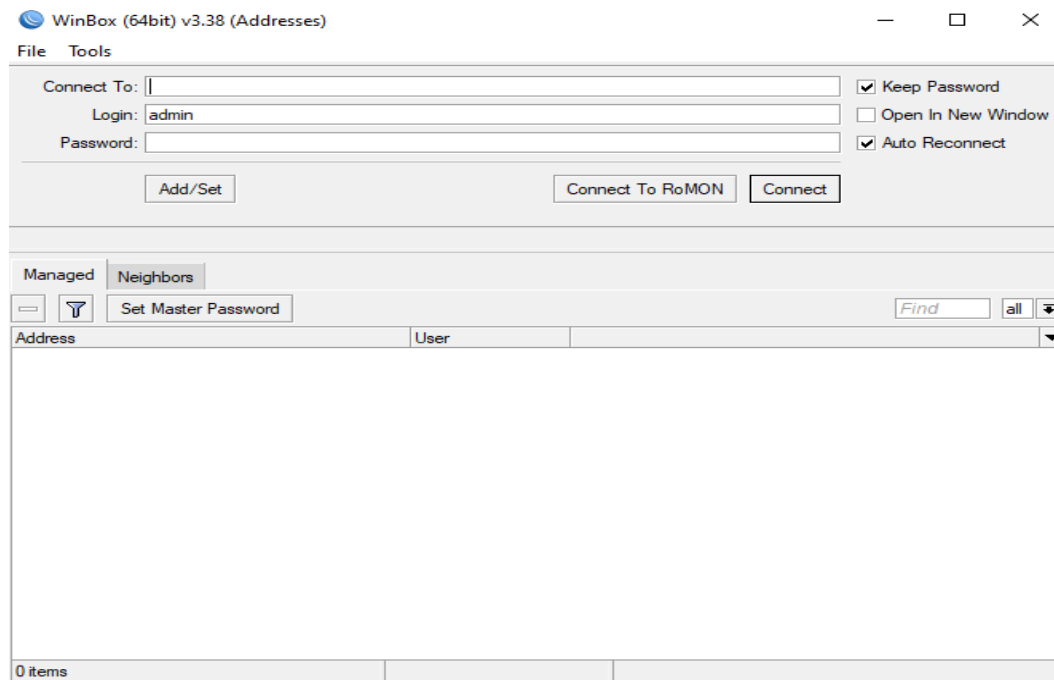 WinBox (64bit) v3.38 (Addresses)
File Tools
Connect To:
Keep Password
Login: admin
Open In New Window
Password:
Auto Reconnect
Add/Set Connect To RoMON Connect
Managed Neighbors
Set Master Password Find all
Address User
0 items